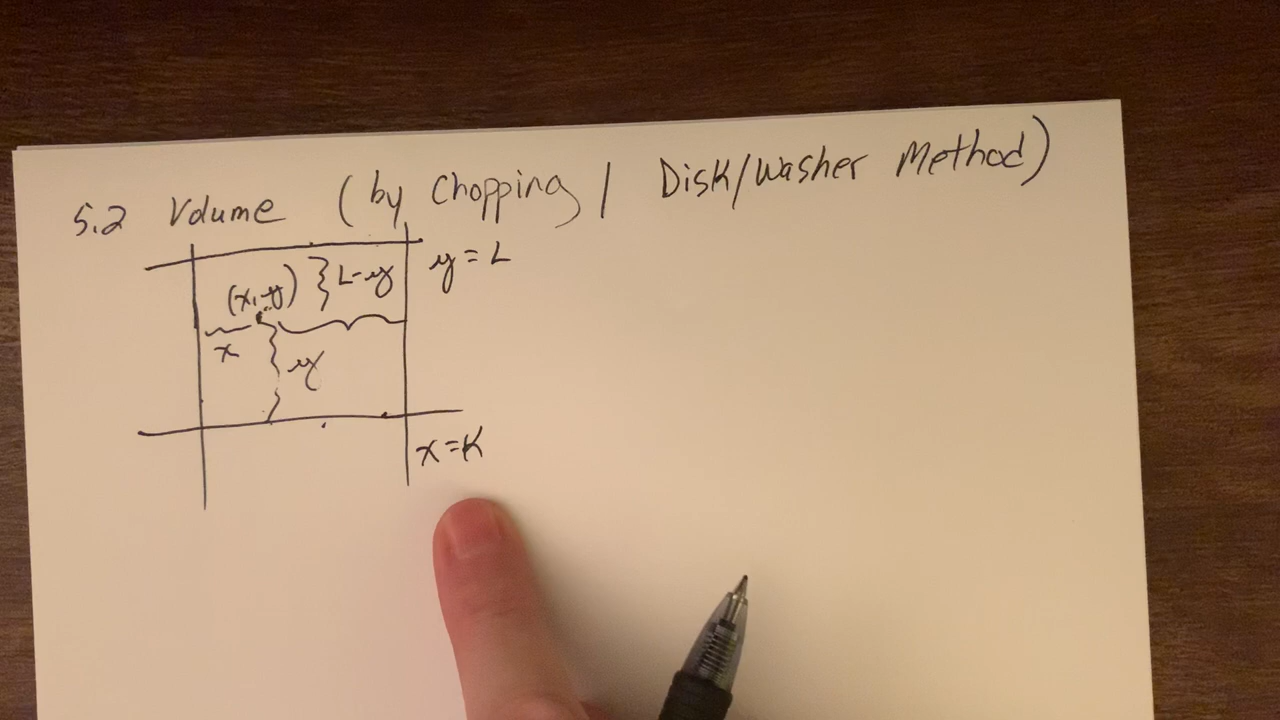 5.2 Volume (by Chopping / Disk/Washer Method)
y = L
(x, y) } L-y
x
y
x = K